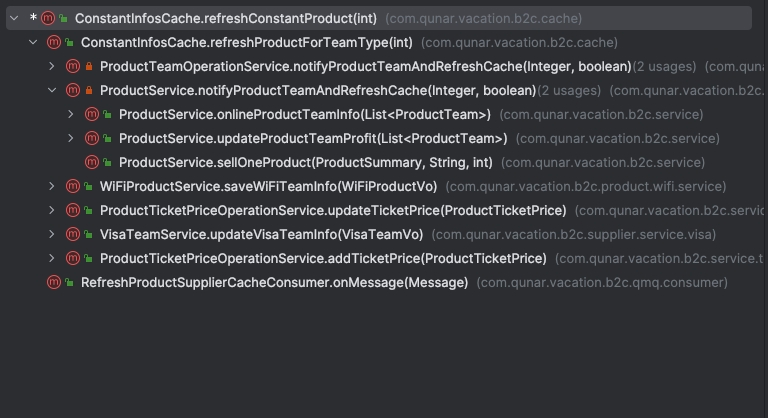 * m ConstantInfosCache.refreshConstantProduct(int) (com.qunar.vacation.b2c.cache)
m ConstantInfosCache.refreshProductForTeamType(int) (com.qunar.vacation.b2c.cache)
m ProductTeamOperationService.notifyProductTeamAndRefreshCache(Integer, boolean)(2 usages) (com.quna
m ProductService.notifyProductTeamAndRefreshCache(Integer, boolean)(2 usages) (com.qunar.vacation.b2c.
m ProductService.onlineProductTeamInfo(List<ProductTeam>) (com.qunar.vacation.b2c.service)
m ProductService.updateProductTeamProfit(List<ProductTeam>) (com.qunar.vacation.b2c.service)
m ProductService.sellOneProduct(ProductSummary, String, int) (com.qunar.vacation.b2c.service)
m WiFiProductService.saveWiFiTeamInfo(WiFiProductVo) (com.qunar.vacation.b2c.product.wifi.service)
m ProductTicketPriceOperationService.updateTicketPrice(ProductTicketPrice) (com.qunar.vacation.b2c.servic
m VisaTeamService.updateVisaTeamInfo(VisaTeamVo) (com.qunar.vacation.b2c.supplier.service.visa)
m ProductTicketPriceOperationService.addTicketPrice(ProductTicketPrice) (com.qunar.vacation.b2c.service.t
m RefreshProductSupplierCacheConsumer.onMessage(Message) (com.qunar.vacation.b2c.qmq.consumer)